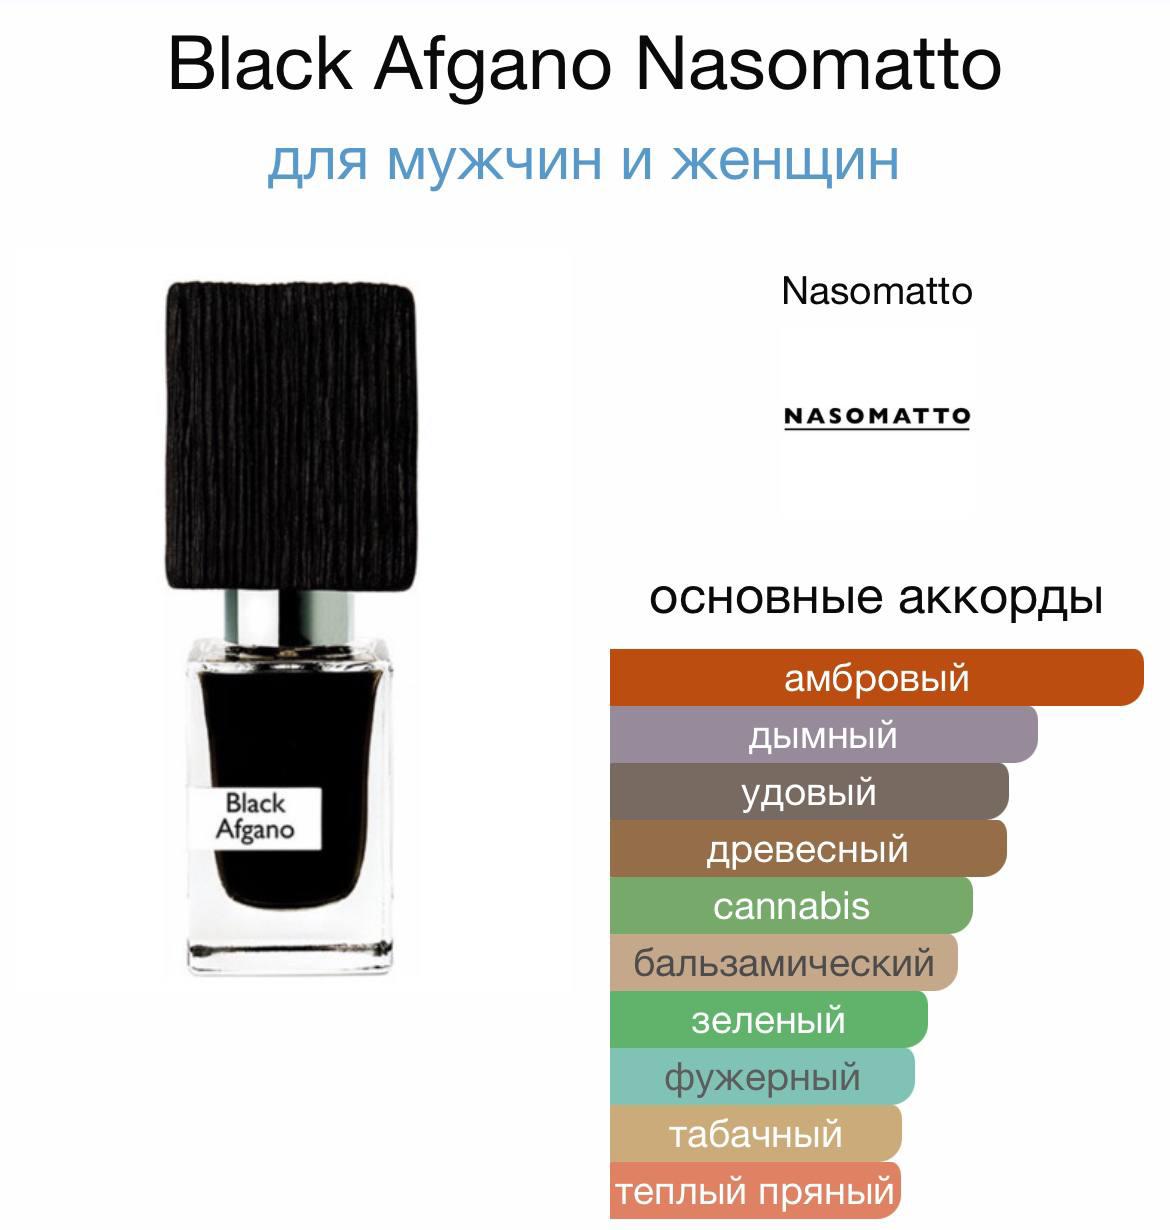 Black Afgano Nasomatto
для мужчин и женщин
Nasomatto
NASOMATTO
Black
Afgano
основные аккорды
амбровый
дымный
удовый
древесный
cannabis
бальзамический
зеленый
фужерный
табачный
теплый пряный